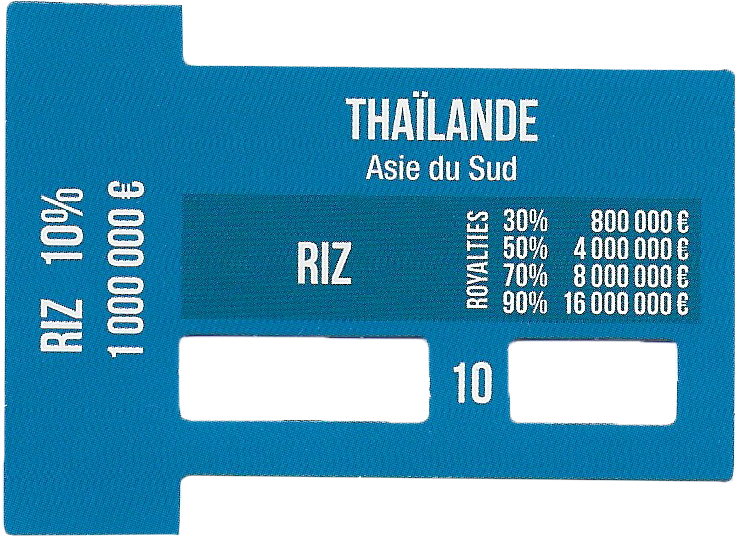 THAÏLANDE
Asie du Sud
RIZ 10%
1 000 000 €
RIZ
ROYALTIES
30% 800 000 €
50% 4 000 000 €
70% 8 000 000 €
90% 16 000 000 €
10